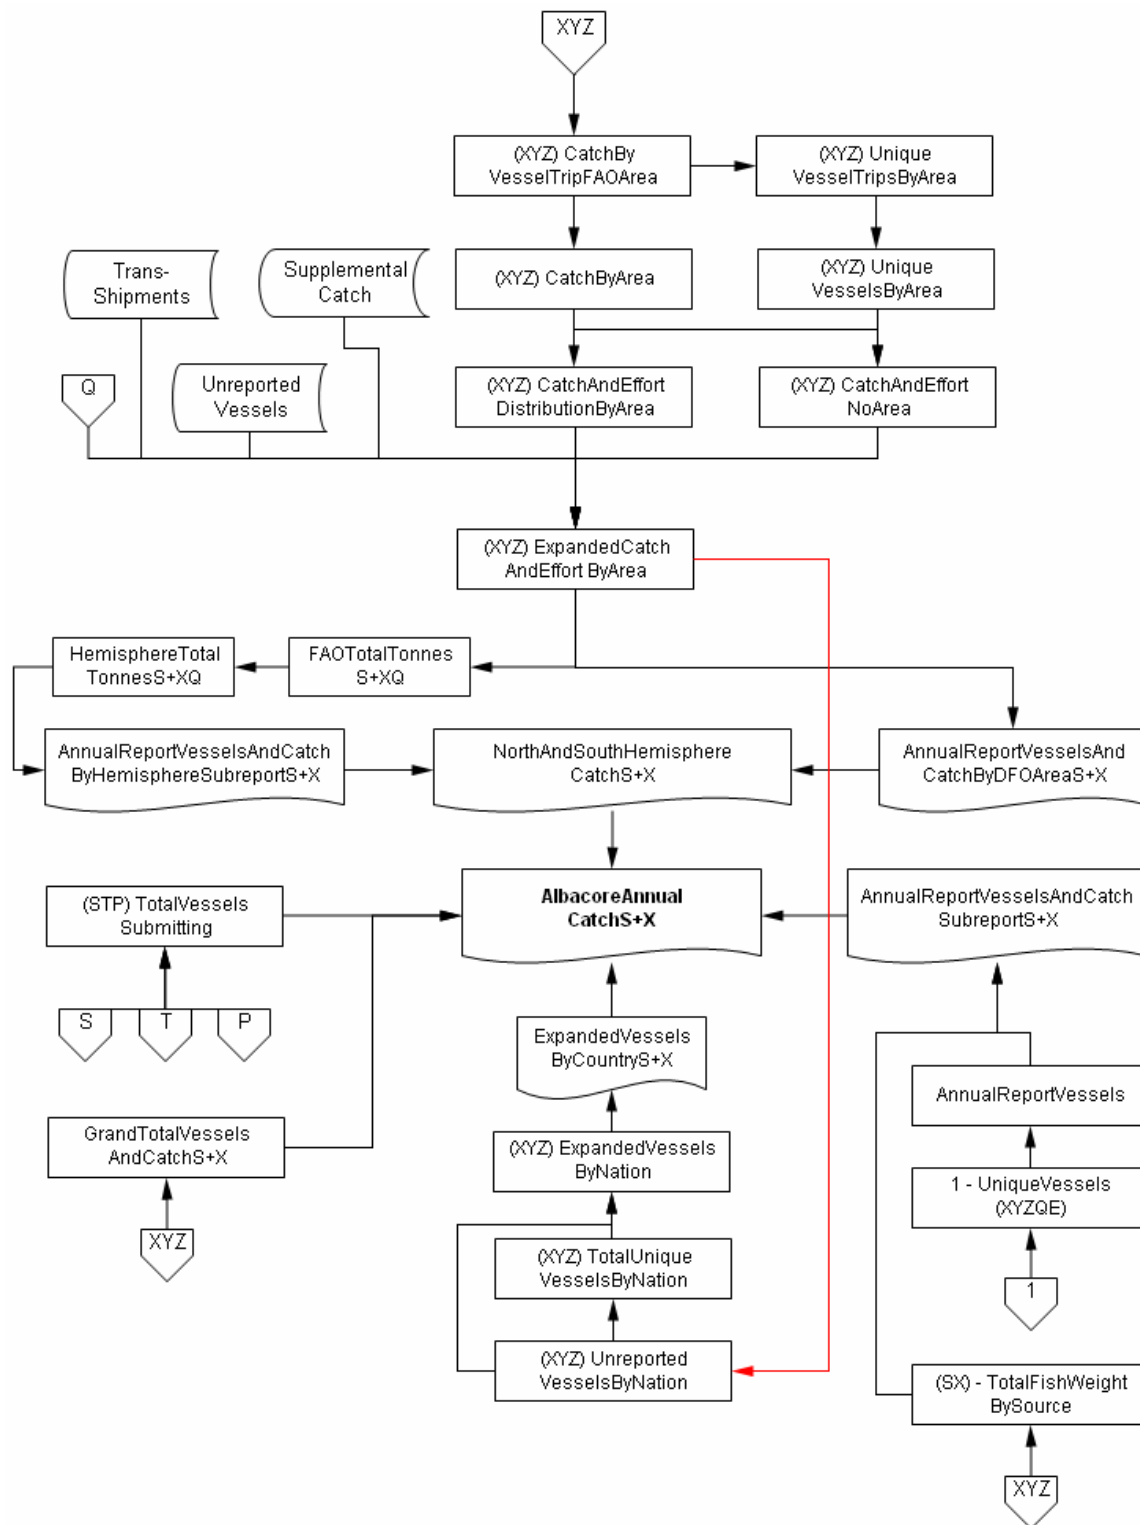 XYZ
(XYZ) CatchBy
VesselTripFAOArea
(XYZ) Unique
VesselTripsByArea
Trans-
Shipments
Supplemental
Catch
(XYZ) CatchByArea
(XYZ) Unique
VesselsByArea
Q
Unreported
Vessels
(XYZ) CatchAndEffort
DistributionByArea
(XYZ) CatchAndEffort
NoArea
(XYZ) ExpandedCatch
AndEffort ByArea
HemisphereTotal
TonnesS+XQ
FAOTotalTonnes
S+XQ
AnnualReportVesselsAndCatch
ByHemisphereSubreportS+X
NorthAndSouthHemisphere
CatchS+X
AnnualReportVesselsAnd
CatchByDFOAreaS+X
(STP) TotalVessels
Submitting
AlbacoreAnnual
CatchS+X
AnnualReportVesselsAndCatch
SubreportS+X
S
T
P
ExpandedVessels
ByCountryS+X
AnnualReportVessels
GrandTotalVessels
AndCatchS+X
(XYZ) ExpandedVessels
ByNation
1 - UniqueVessels
(XYZQE)
XYZ
(XYZ) TotalUnique
VesselsByNation
1
(XYZ) Unreported
VesselsByNation
(SX) - TotalFishWeight
BySource
XYZ